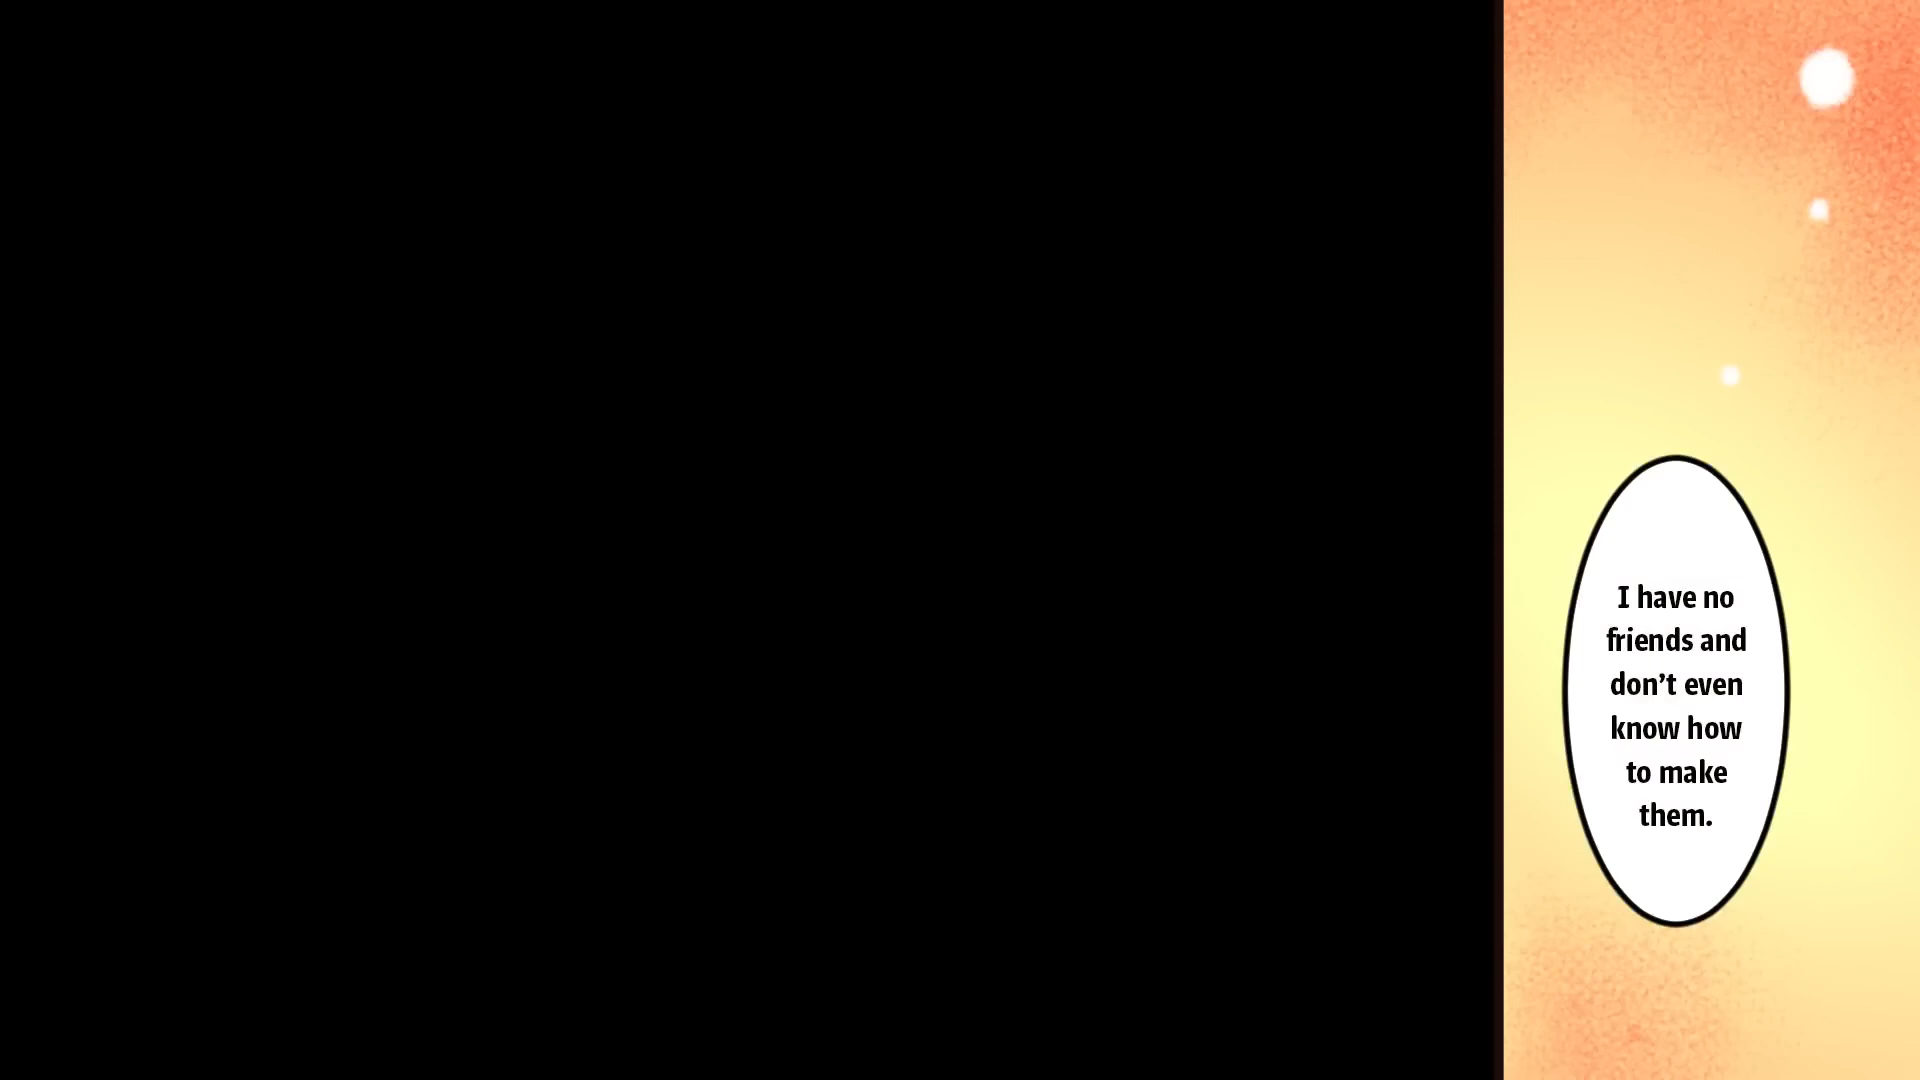 I have no
friends and
don’t even
know how
to make
them.